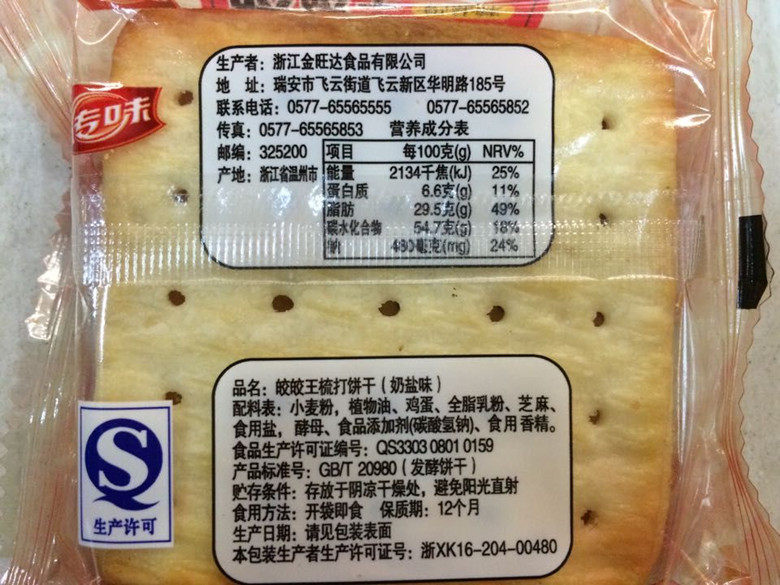 生产者：浙江金旺达食品有限公司
地 址：瑞安市飞云街道飞云新区华明路185号
联系电话：0577-65565555 0577-65565852
传真：0577-65565853 营养成分表
邮编：325200 项目 每100克(g) NRV%
产地：浙江省温州市 能量 2134千焦(kJ) 25%
蛋白质 6.6克(g) 11%
脂肪 29.5克(g) 49%
碳水化合物 54.7克(g) 18%
钠 480毫克(mg) 24%
专味
品名：皎皎王梳打饼干（奶盐味）
配料表：小麦粉，植物油、鸡蛋、全脂乳粉、芝麻、
食用盐，酵母、食品添加剂(碳酸氢钠)、食用香精。
食品生产许可证编号：QS3303 0801 0159
产品标准号：GB/T 20980（发酵饼干）
贮存条件：存放于阴凉干燥处，避免阳光直射
食用方法：开袋即食 保质期：12个月
生产日期：请见包装表面
本包装生产者生产许可证号：浙XK16-204-00480
生产许可